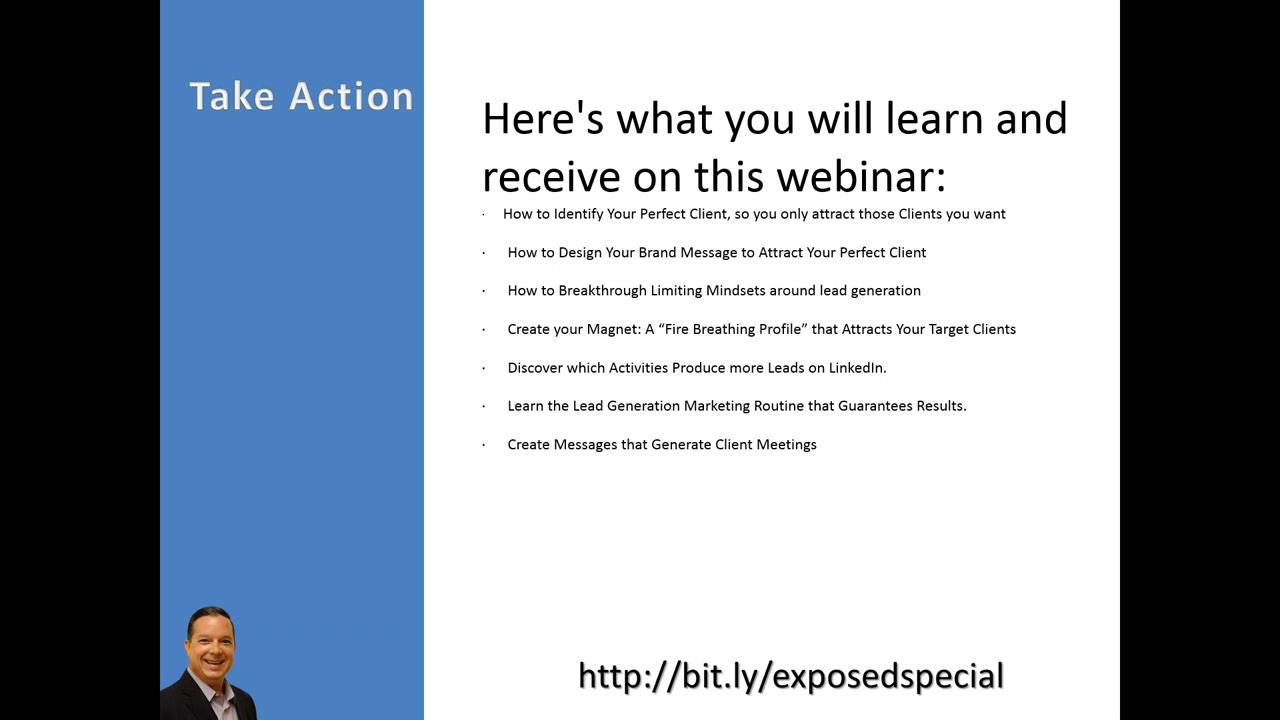 Take Action
Here's what you will learn and
receive on this webinar:
· How to Identify Your Perfect Client, so you only attract those Clients you want
· How to Design Your Brand Message to Attract Your Perfect Client
· How to Breakthrough Limiting Mindsets around lead generation
· Create your Magnet: A “Fire Breathing Profile” that Attracts Your Target Clients
· Discover which Activities Produce more Leads on LinkedIn.
· Learn the Lead Generation Marketing Routine that Guarantees Results.
· Create Messages that Generate Client Meetings
http://bit.ly/exposedspecial